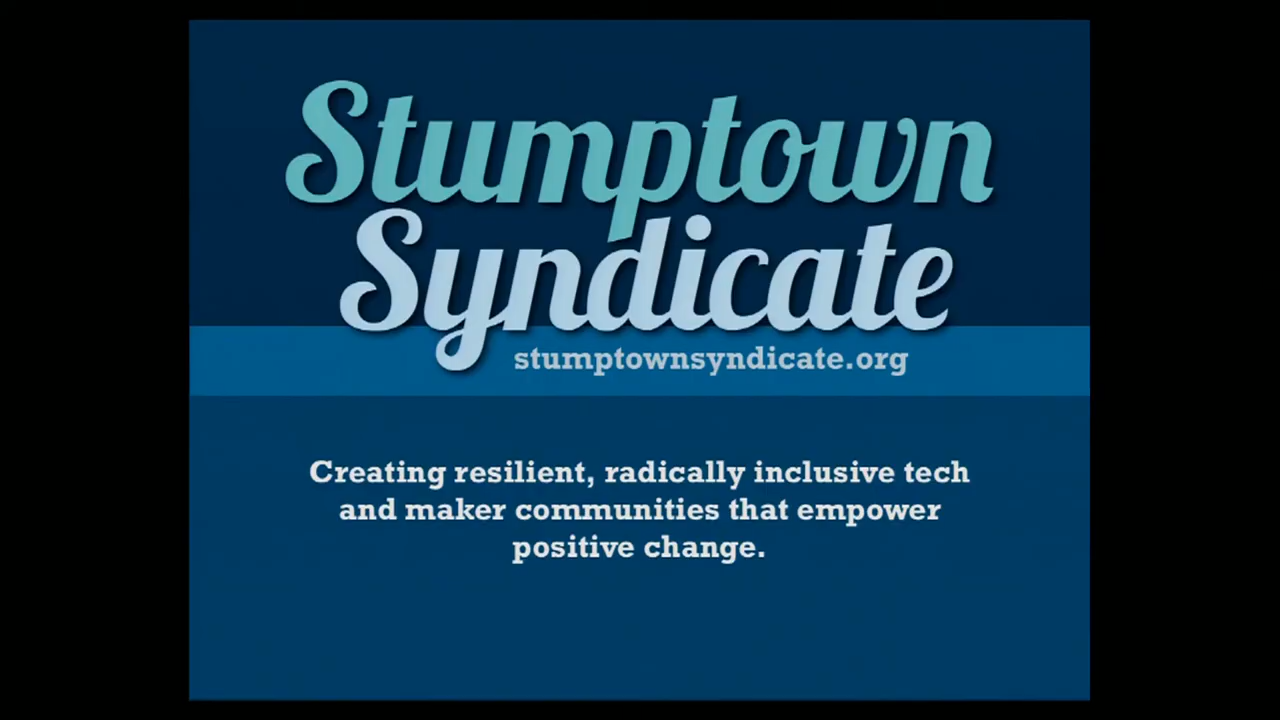 Stumptown
Syndicate
stumptownsyndicate.org
Creating resilient, radically inclusive tech
and maker communities that empower
positive change.